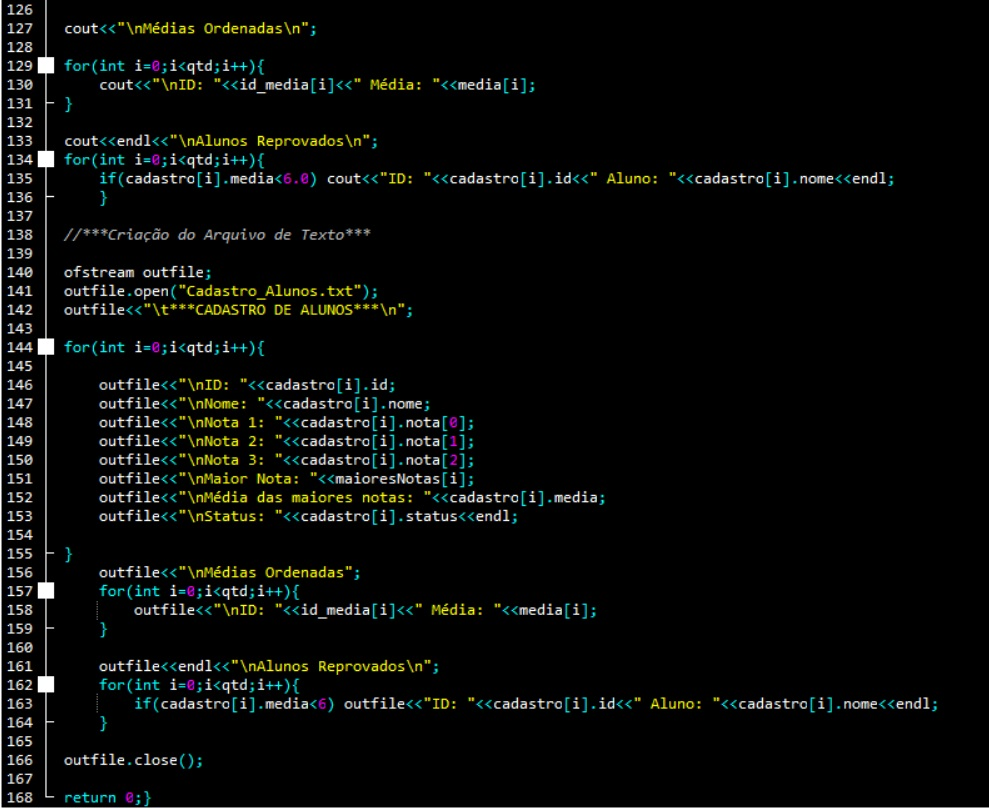 126
127 cout<<"\nMédias Ordenadas\n";
128
129 for(int i=0;i<qtd;i++){
130 cout<<"\nID: "<<id_media[i]<<" Média: "<<media[i];
131 }
132
133 cout<<endl<<"\nAlunos Reprovados\n";
134 for(int i=0;i<qtd;i++){
135 if(cadastro[i].media<6.0) cout<<"ID: "<<cadastro[i].id<<" Aluno: "<<cadastro[i].nome<<endl;
136 }
137
138 //***Criação do Arquivo de Texto***
139
140 ofstream outfile;
141 outfile.open("Cadastro_Alunos.txt");
142 outfile<<"\t***CADASTRO DE ALUNOS***\n";
143
144 for(int i=0;i<qtd;i++){
145
146 outfile<<"\nID: "<<cadastro[i].id;
147 outfile<<"\nNome: "<<cadastro[i].nome;
148 outfile<<"\nNota 1: "<<cadastro[i].nota[0];
149 outfile<<"\nNota 2: "<<cadastro[i].nota[1];
150 outfile<<"\nNota 3: "<<cadastro[i].nota[2];
151 outfile<<"\nMaior Nota: "<<maioresNotas[i];
152 outfile<<"\nMédia das maiores notas: "<<cadastro[i].media;
153 outfile<<"\nStatus: "<<cadastro[i].status<<endl;
154
155 }
156 outfile<<"\nMédias Ordenadas";
157 for(int i=0;i<qtd;i++){
158 outfile<<"\nID: "<<id_media[i]<<" Média: "<<media[i];
159 }
160
161 outfile<<endl<<"\nAlunos Reprovados\n";
162 for(int i=0;i<qtd;i++){
163 if(cadastro[i].media<6) outfile<<"ID: "<<cadastro[i].id<<" Aluno: "<<cadastro[i].nome<<endl;
164 }
165
166 outfile.close();
167
168 return 0;}